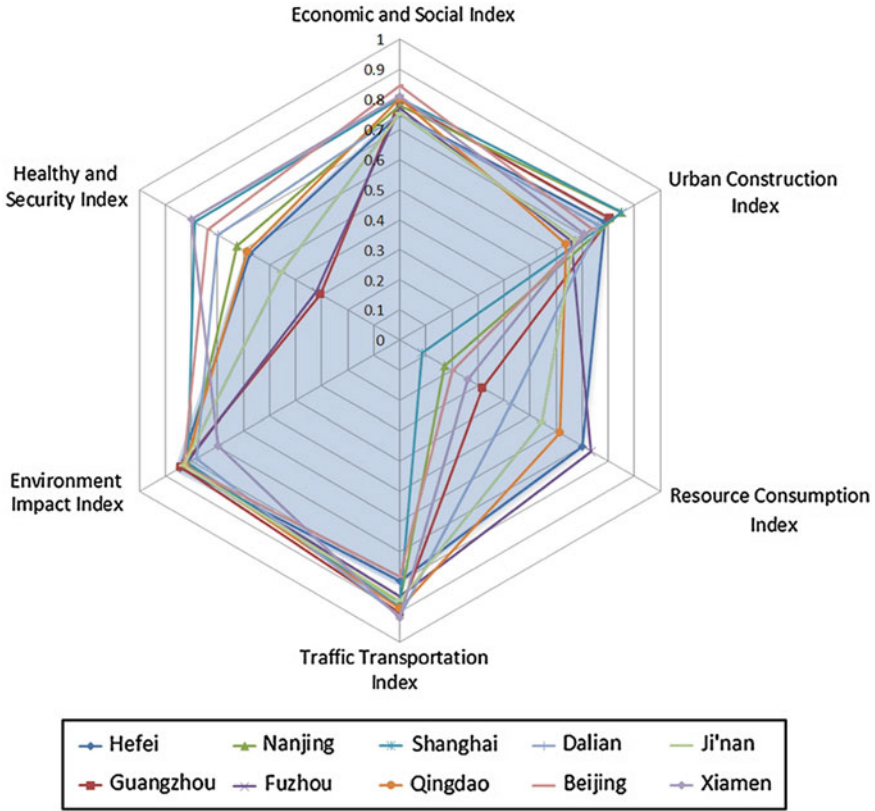 Economic and Social Index
1
0.9
0.8
0.7
0.6
0.5
0.4
0.3
0.2
0.1
0
Healthy and
Security Index
Urban Construction
Index
Environment
Impact Index
Resource Consumption
Index
Traffic Transportation
Index
Hefei Nanjing Shanghai Dalian Ji'nan
Guangzhou Fuzhou Qingdao Beijing Xiamen